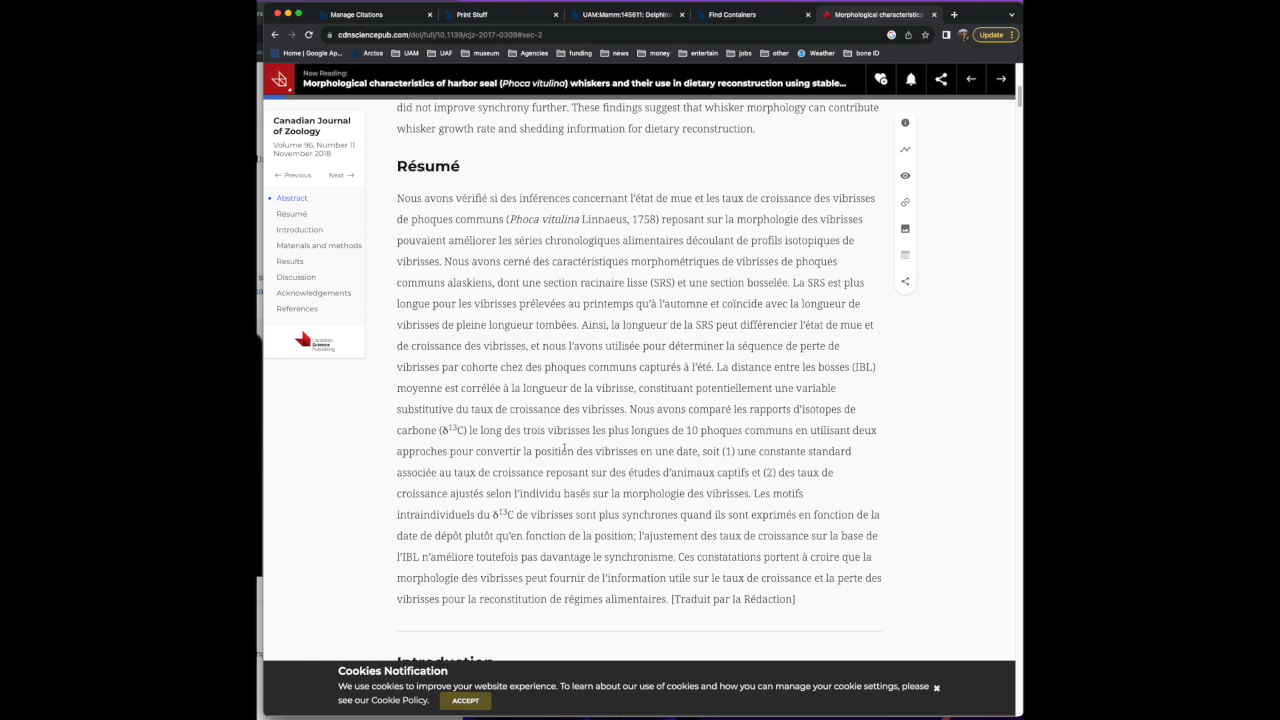 Manage Citations
Print Stuff
UAM:Mamm:145611: Delphina
Find Containers
Morphological characteristics
cdnsciencepub.com/doi/full/10.1139/cjz-2017-0309#sec-2
Update
Home | Google Ap...
Arctos
UAM
UAF
museum
Agencies
funding
news
money
entertain
jobs
other
Weather
bone ID
Now Reading:
Morphological characteristics of harbor seal (Phoca vitulina) whiskers and their use in dietary reconstruction using stable...
Canadian Journal
of Zoology
Volume 96, Number 11
November 2018
Previous
Next
Abstract
Résumé
Introduction
Materials and methods
Results
Discussion
Acknowledgements
References
Canadian
Science
Publishing
did not improve synchrony further. These findings suggest that whisker morphology can contribute
whisker growth rate and shedding information for dietary reconstruction.
Résumé
Nous avons vérifié si des inférences concernant l'état de mue et les taux de croissance des vibrisses
de phoques communs (Phoca vitulina Linnaeus, 1758) reposant sur la morphologie des vibrisses
pouvaient améliorer les séries chronologiques alimentaires découlant de profils isotopiques de
vibrisses. Nous avons cerné des caractéristiques morphométriques de vibrisses de phoques
communs alaskiens, dont une section racinaire lisse (SRS) et une section bosselée. La SRS est plus
longue pour les vibrisses prélevées au printemps qu'à l'automne et coïncide avec la longueur de
vibrisses de pleine longueur tombées. Ainsi, la longueur de la SRS peut différencier l'état de mue et
de croissance des vibrisses, et nous l'avons utilisée pour déterminer la séquence de perte de
vibrisses par cohorte chez des phoques communs capturés à l'été. La distance entre les bosses (IBL)
moyenne est corrélée à la longueur de la vibrisse, constituant potentiellement une variable
substitutive du taux de croissance des vibrisses. Nous avons comparé les rapports d'isotopes de
carbone (δ¹³C) le long des trois vibrisses les plus longues de 10 phoques communs en utilisant deux
approches pour convertir la position des vibrisses en une date, soit (1) une constante standard
associée au taux de croissance reposant sur des études d'animaux captifs et (2) des taux de
croissance ajustés selon l'individu basés sur la morphologie des vibrisses. Les motifs
intraindividuels du δ¹³C de vibrisses sont plus synchrones quand ils sont exprimés en fonction de la
date de dépôt plutôt qu'en fonction de la position; l'ajustement des taux de croissance sur la base de
l'IBL n'améliore toutefois pas davantage le synchronisme. Ces constatations portent à croire que la
morphologie des vibrisses peut fournir de l'information utile sur le taux de croissance et la perte des
vibrisses pour la reconstitution de régimes alimentaires. [Traduit par la Rédaction]
Introduction
Cookies Notification
We use cookies to improve your website experience. To learn about our use of cookies and how you can manage your cookie settings, please
see our Cookie Policy.
ACCEPT